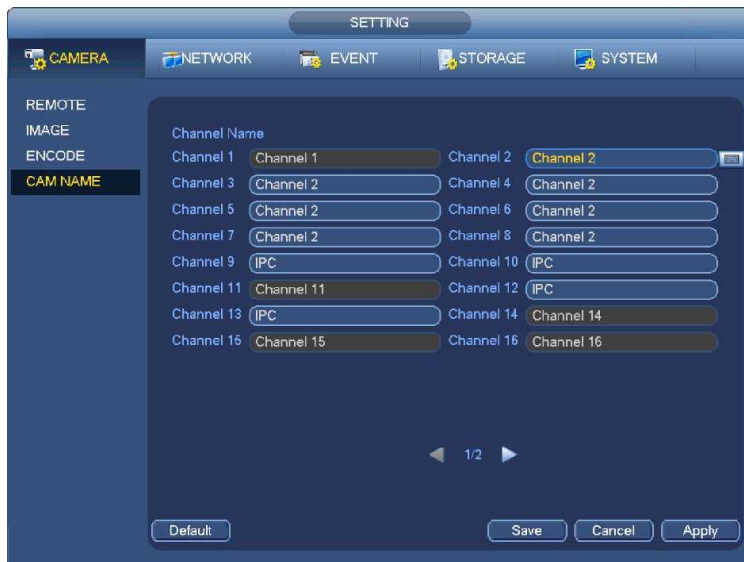 SETTING
CAMERA NETWORK EVENT STORAGE SYSTEM
REMOTE
IMAGE
ENCODE
CAM NAME
Channel Name
Channel 1 Channel 1 Channel 2 Channel 2
Channel 3 Channel 2 Channel 4 Channel 2
Channel 5 Channel 2 Channel 6 Channel 2
Channel 7 Channel 2 Channel 8 Channel 2
Channel 9 IPC Channel 10 IPC
Channel 11 Channel 11 Channel 12 IPC
Channel 13 IPC Channel 14 Channel 14
Channel 15 Channel 15 Channel 16 Channel 16
1/2
Default Save Cancel Apply